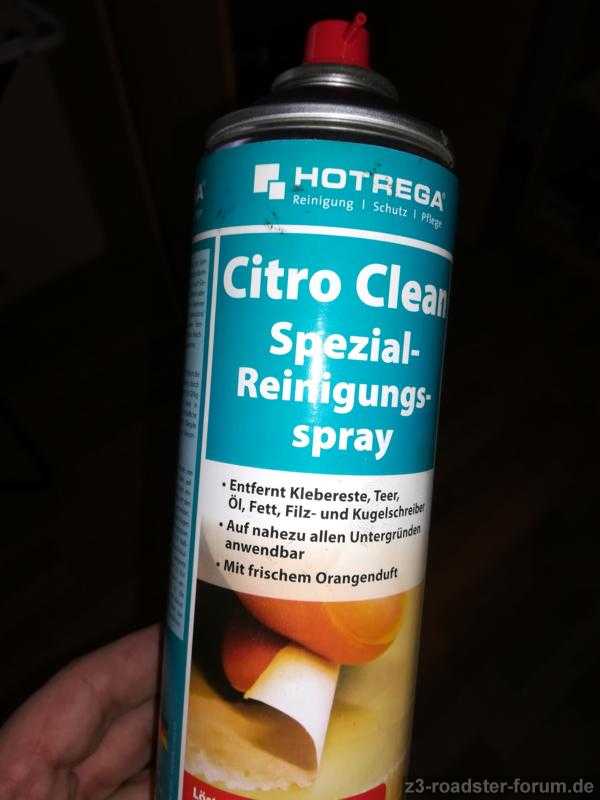 HOTREGA®
Reinigung | Schutz | Pflege
Citro Clean
Spezial-
Reinigungs-
spray
• Entfernt Klebereste, Teer,
Öl, Fett, Filz- und Kugelschreiber
• Auf nahezu allen Untergründen
anwendbar
• Mit frischem Orangenduft
z3-roadster-forum.de